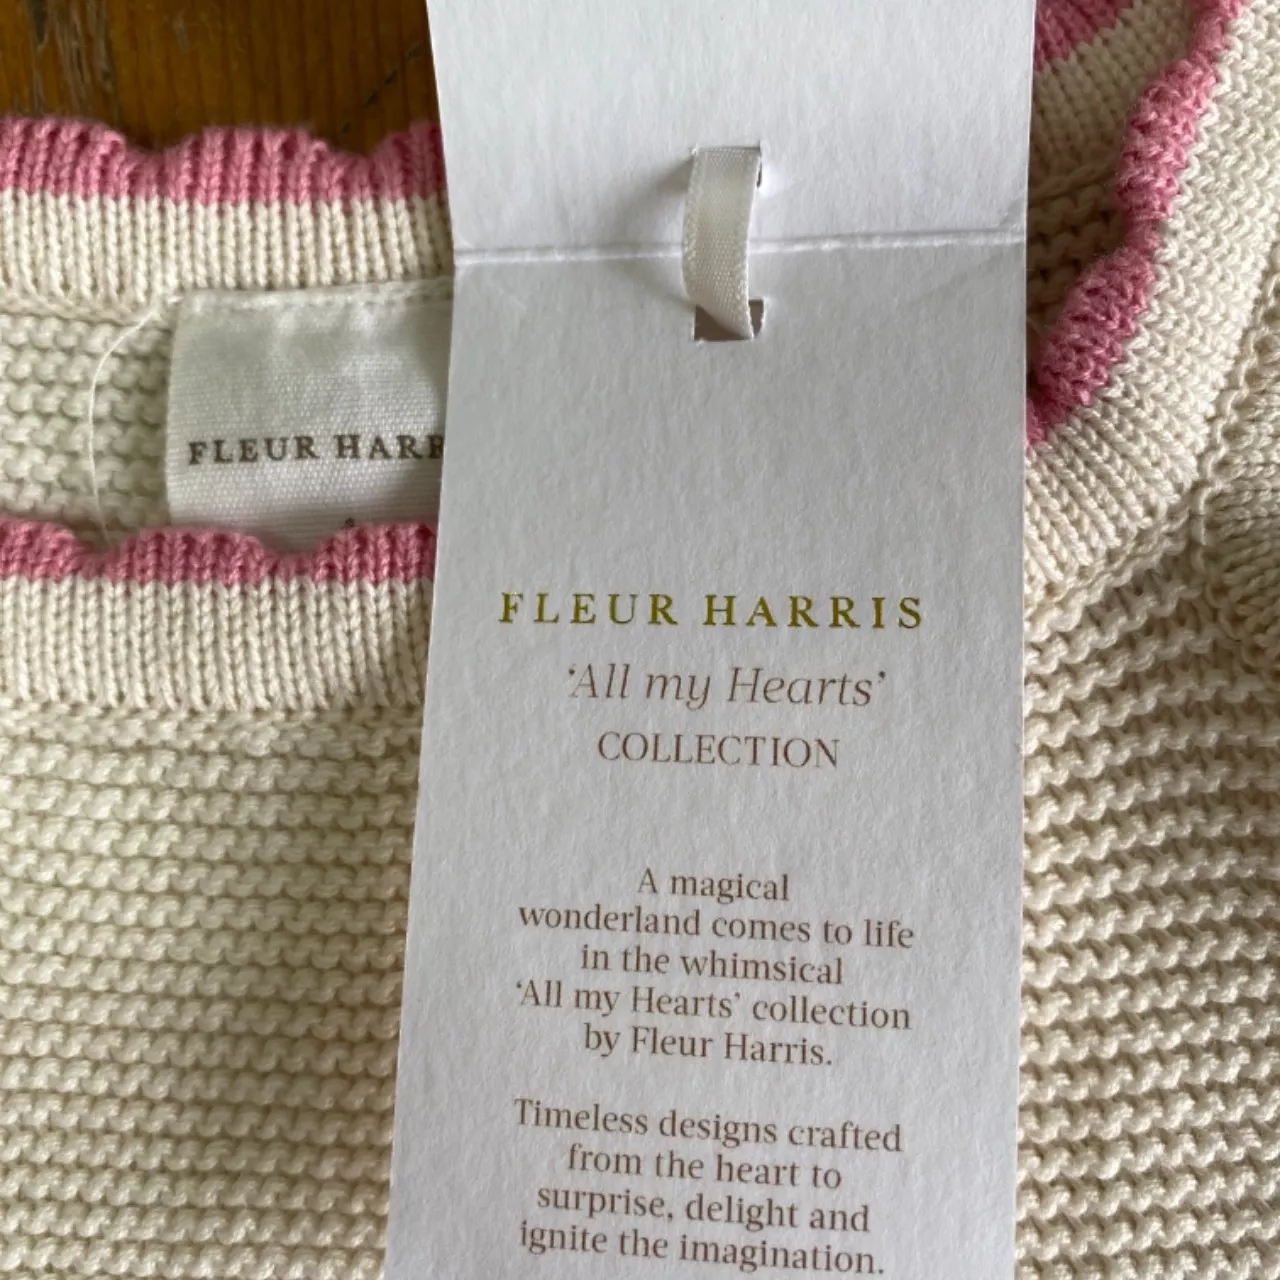 FLEUR HARR
FLEUR HARRIS
‘All my Hearts’
COLLECTION
A magical
wonderland comes to life
in the whimsical
‘All my Hearts’ collection
by Fleur Harris.
Timeless designs crafted
from the heart to
surprise, delight and
ignite the imagination.